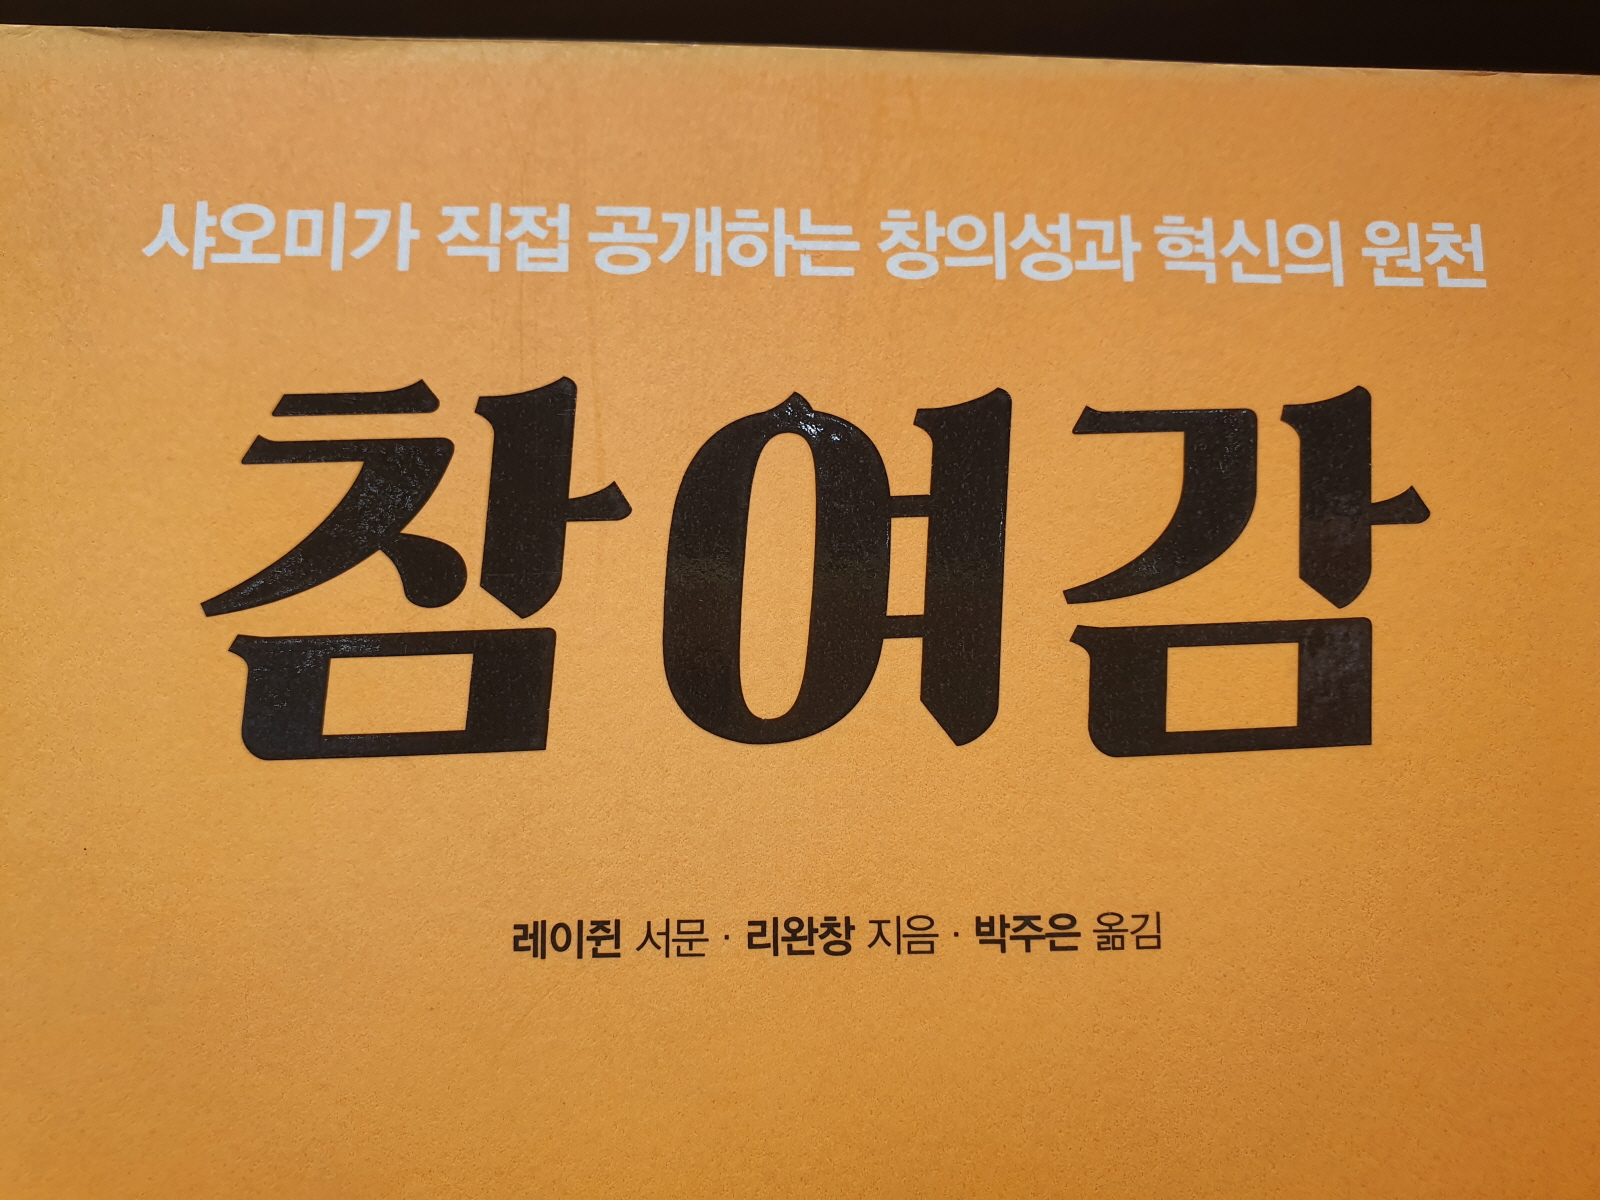 샤오미가 직접 공개하는 창의성과 혁신의 원천
참여감
레이쥔 서문 · 리완창 지음 · 박주은 옮김